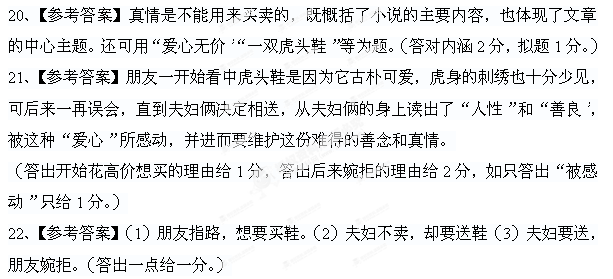 20、【参考答案】真情是不能用来买卖的，既概括了小说的主要内容，也体现了文章
的中心主题。还可用“爱心无价’“一双虎头鞋”等为题。（答对内涵2分，拟题1分。）
21、【参考答案】朋友一开始看中虎头鞋是因为它古朴可爱，虎身的刺绣也十分少见，
可后来一再误会，直到夫妇俩决定相送，从夫妇俩的身上读出了“人性”和“善良’，
被这种“爱心”所感动，并进而要维护这份难得的善念和真情。
（答出开始花高价想买的理由给1分，答出后来婉拒的理由给2分，如只答出“被感
动”只给1分。）
22、【参考答案】（1）朋友指路，想要买鞋。（2）夫妇不卖，却要送鞋（3）夫妇要送，
朋友婉拒。（答出一点给一分。）